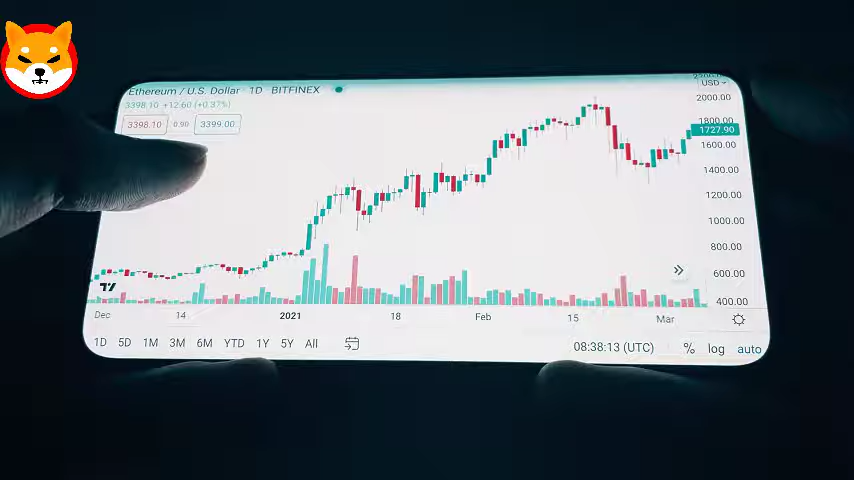 Ethereum / U.S. Dollar · 1D · BITFINEX
3398.10 +12.60 (+0.37%)
3398.10 0.90 3399.00
USD
2000.00
1800.00
1727.90
1600.00
1400.00
1200.00
1000.00
800.00
600.00
400.00
Dec 14 2021 18 Feb 15 Mar
1D 5D 1M 3M 6M YTD 1Y 5Y All
08:38:13 (UTC) % log auto